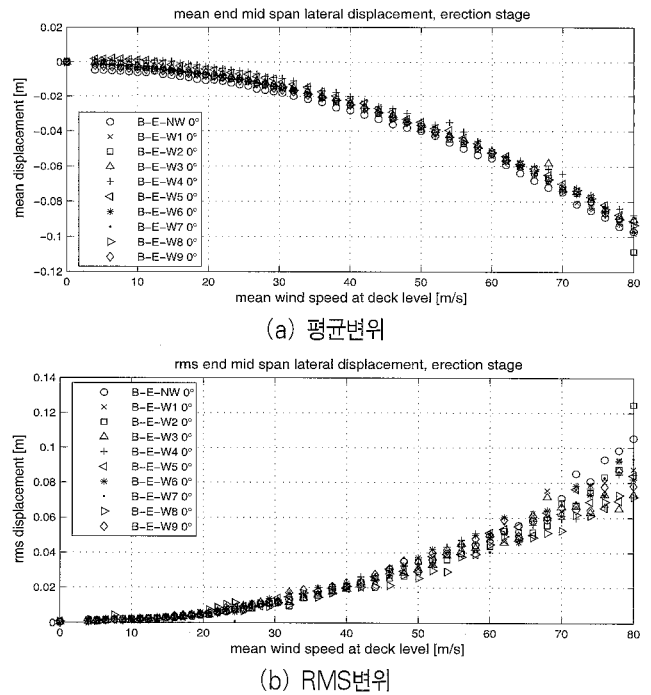 mean end mid span lateral displacement, erection stage
0.02
0
−0.02
−0.04
−0.06
−0.08
−0.1
−0.12
mean displacement [m]
B−E−NW 0°
B−E−W1 0°
B−E−W2 0°
B−E−W3 0°
B−E−W4 0°
B−E−W5 0°
B−E−W6 0°
B−E−W7 0°
B−E−W8 0°
B−E−W9 0°
0 10 20 30 40 50 60 70 80
mean wind speed at deck level [m/s]
(a) 평균변위
rms end mid span lateral displacement, erection stage
0.14
0.12
0.1
0.08
0.06
0.04
0.02
0
rms displacement [m]
B−E−NW 0°
B−E−W1 0°
B−E−W2 0°
B−E−W3 0°
B−E−W4 0°
B−E−W5 0°
B−E−W6 0°
B−E−W7 0°
B−E−W8 0°
B−E−W9 0°
0 10 20 30 40 50 60 70 80
mean wind speed at deck level [m/s]
(b) RMS변위